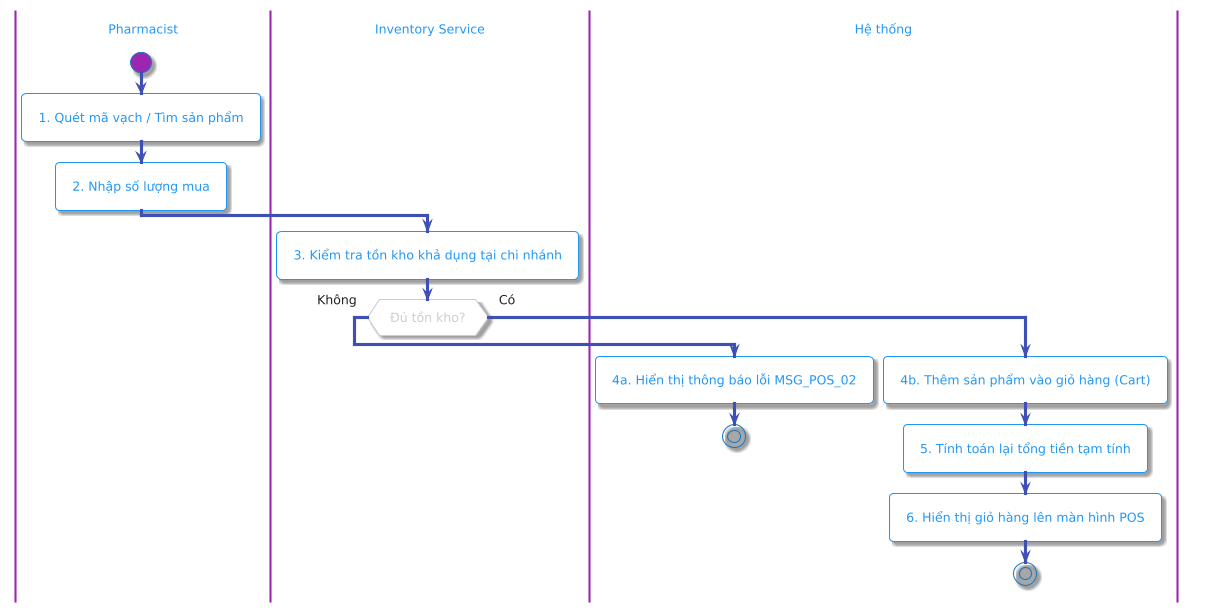 Pharmacist
Inventory Service
Hệ thống
1. Quét mã vạch / Tìm sản phẩm
2. Nhập số lượng mua
3. Kiểm tra tồn kho khả dụng tại chi nhánh
Không
Đủ tồn kho?
Có
4a. Hiển thị thông báo lỗi MSG_POS_02
4b. Thêm sản phẩm vào giỏ hàng (Cart)
5. Tính toán lại tổng tiền tạm tính
6. Hiển thị giỏ hàng lên màn hình POS